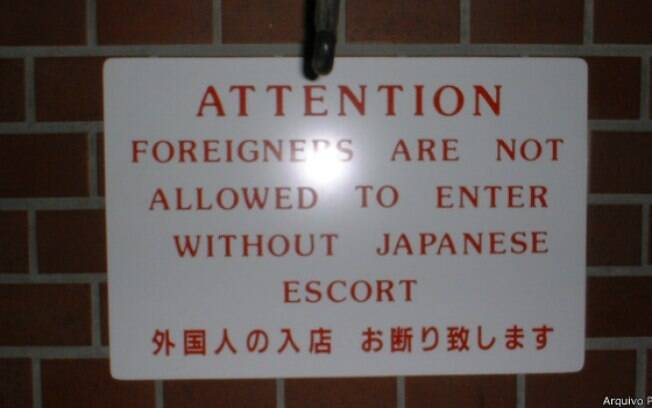 ATTENTION
FOREIGNERS ARE NOT
ALLOWED TO ENTER
WITHOUT JAPANESE
ESCORT
外国人の入店 お断り致します
Arquivo